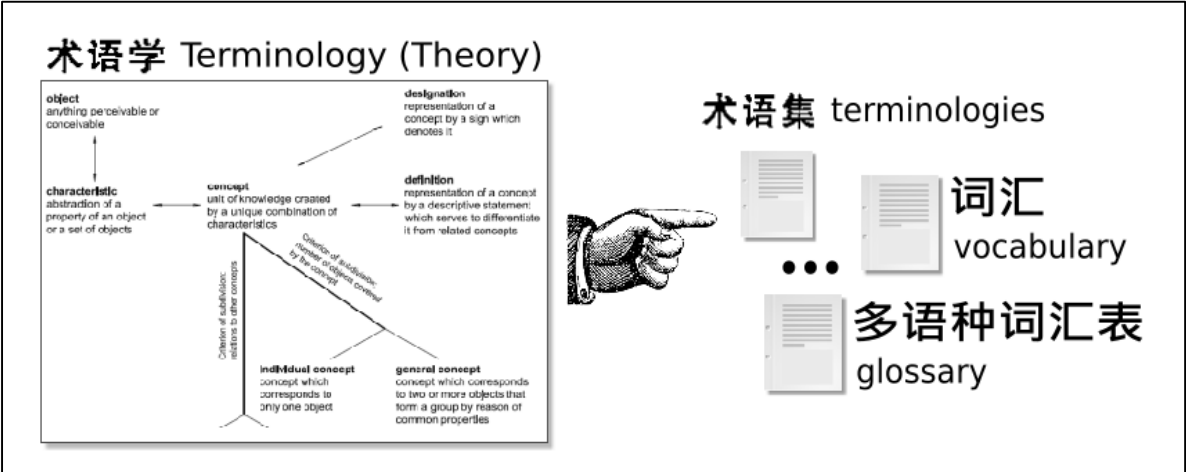 术语学 Terminology (Theory)
object
anything perceivable or
conceivable
designation
representation of a
concept by a sign which
denotes it
characteristic
abstraction of a
property of an object
or a set of objects
concept
unit of knowledge created
by a unique combination of
characteristics
definition
representation of a concept
by a descriptive statement
which serves to differentiate
it from related concepts
Criterion of subdivision:
relations to other concepts
Criterion of subdivision:
number of objects covered
by the concept
individual concept
concept which
corresponds to
only one object
general concept
concept which corresponds
to two or more objects that
form a group by reason of
common properties
术语集 terminologies
词汇
vocabulary
•••
多语种词汇表
glossary